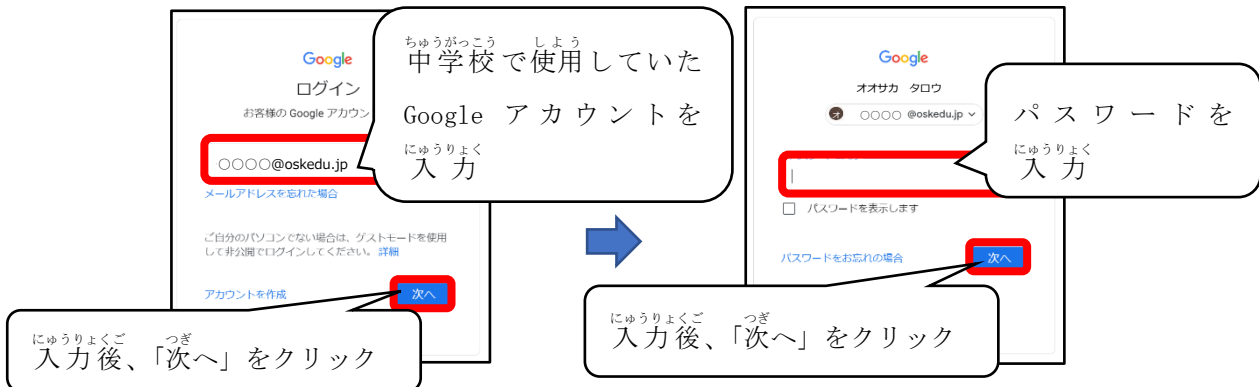 Google
ログイン
お客様の Google アカウン
○○○○@oskedu.jp
メールアドレスを忘れた場合
ご自分のパソコンでない場合は、ゲストモードを使用
して非公開でログインしてください。 詳細
アカウントを作成
次へ
ちゅうがっこう しよう
中学校で使用していた
Google アカウントを
にゅうりょく
入力
にゅうりょくご つぎ
入力後、「次へ」をクリック
Google
オオサカ タロウ
オ ○○○○ @oskedu.jp
パスワードを表示します
パスワードをお忘れの場合
次へ
パスワードを
にゅうりょく
入力
にゅうりょくご つぎ
入力後、「次へ」をクリック